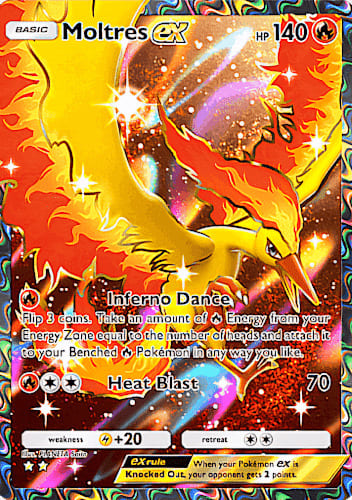 BASIC Moltres ex HP 140
Inferno Dance
Flip 3 coins. Take an amount of Energy from your
Energy Zone equal to the number of heads and attach it
to your Benched Pokémon in any way you like.
Heat Blast 70
weakness +20 retreat
Illus. PLANETA Saito
ex rule When your Pokémon ex is
Knocked Out, your opponent gets 2 points.